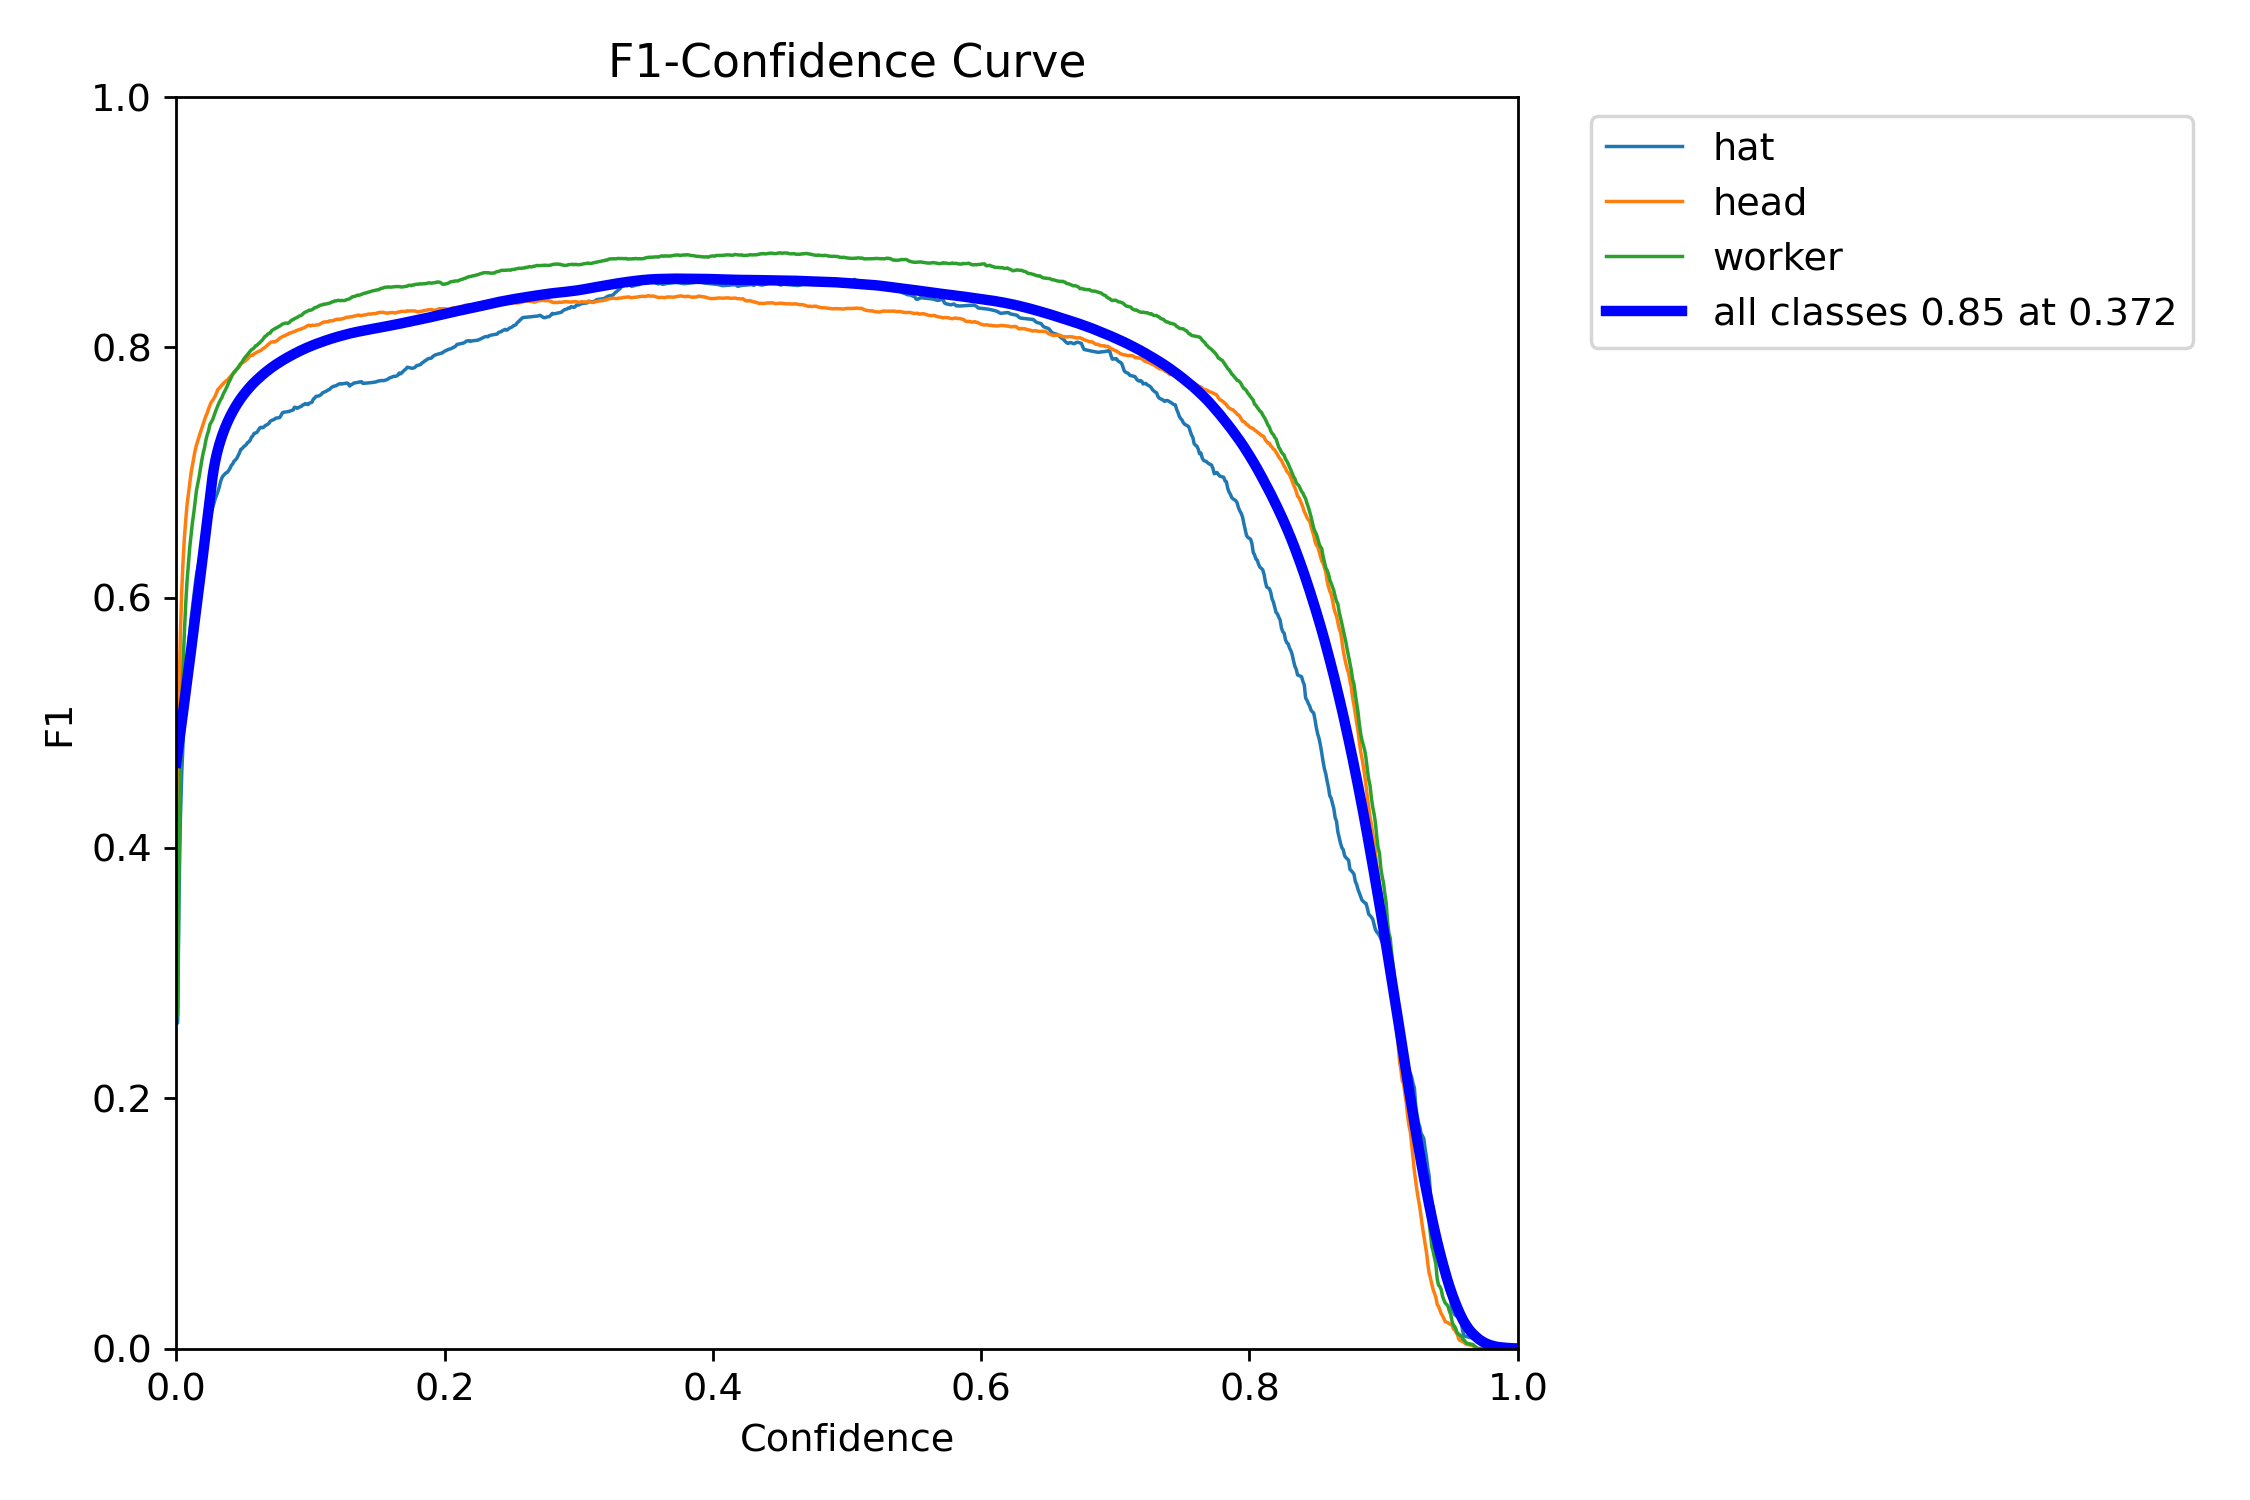 F1-Confidence Curve
1.0
0.8
0.6
0.4
0.2
0.0
F1
0.0 0.2 0.4 0.6 0.8 1.0
Confidence
hat
head
worker
all classes 0.85 at 0.372